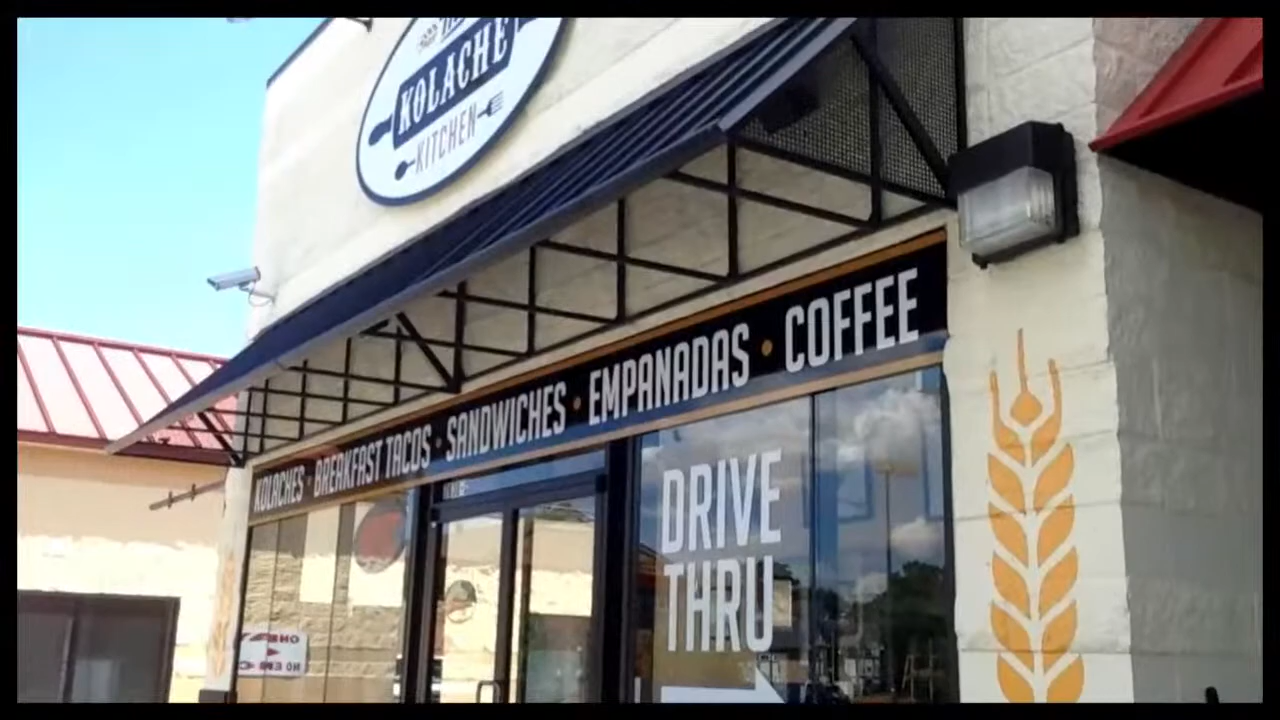 KOLACHE
KITCHEN
KOLACHES · BREAKFAST TACOS · SANDWICHES · EMPANADAS · COFFEE
DRIVE
THRU